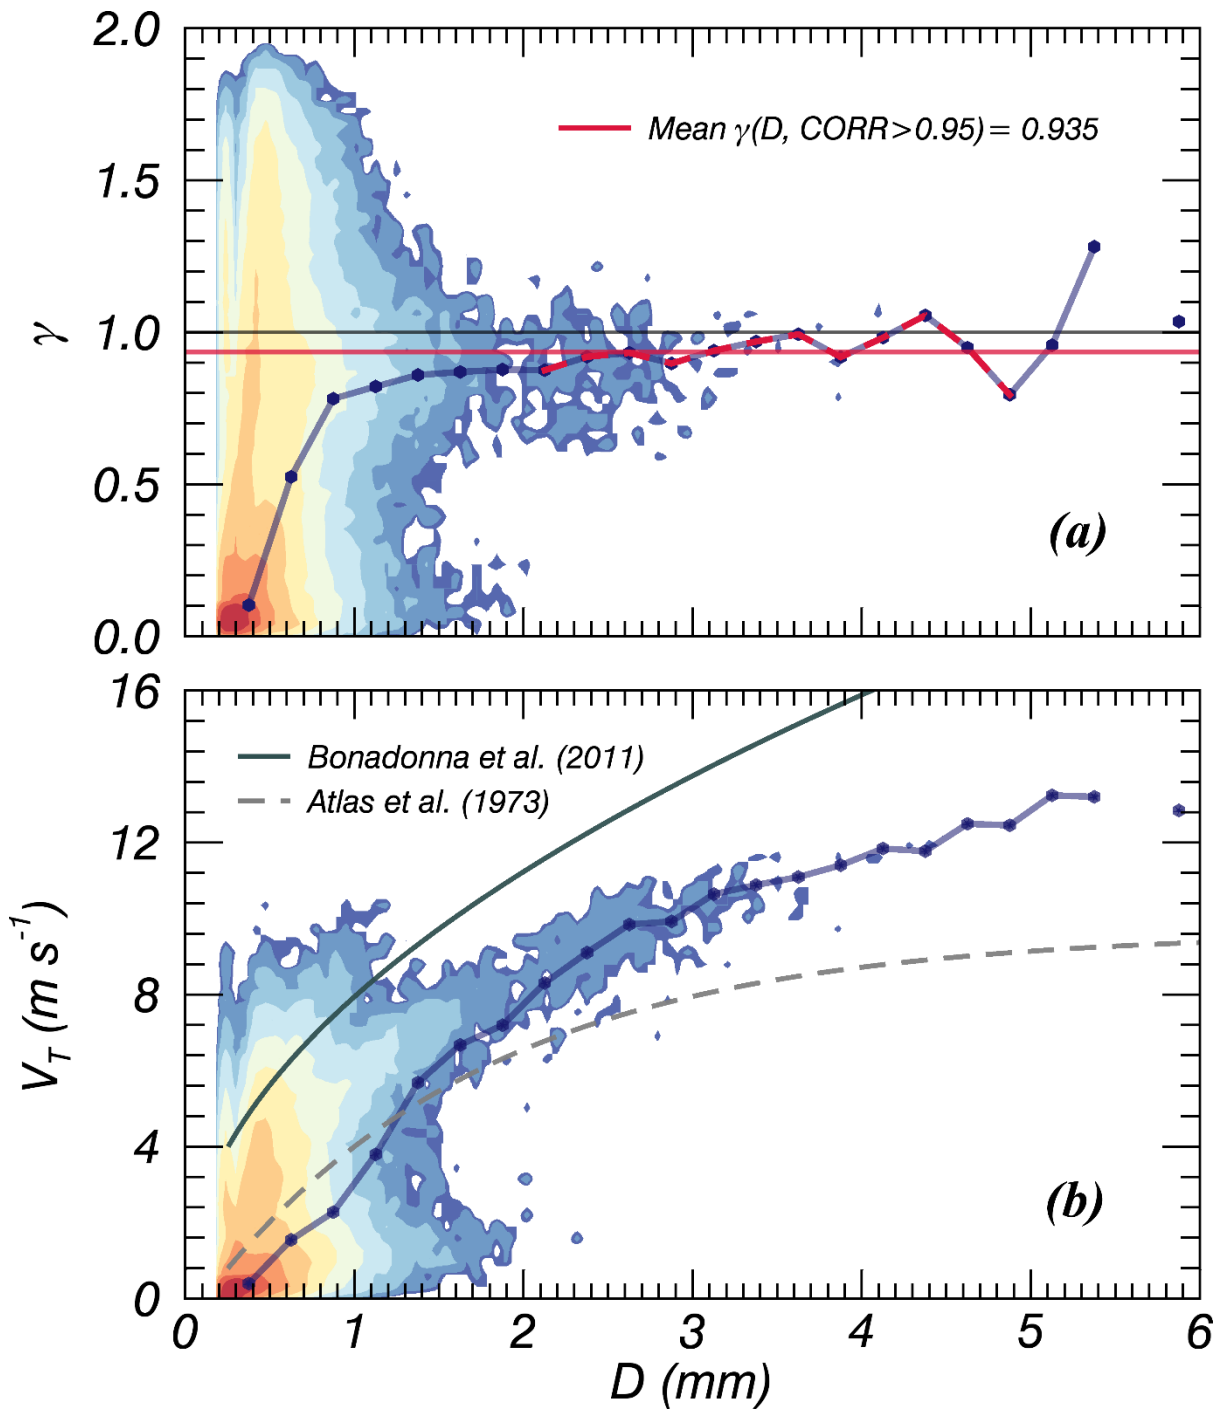 2.0
Mean γ(D, CORR>0.95)= 0.935
1.5
1.0
γ
0.5
(a)
0.0
16
Bonadonna et al. (2011)
Atlas et al. (1973)
12
V_T (m s^-1)
8
4
(b)
0
0 1 2 3 4 5 6
D (mm)